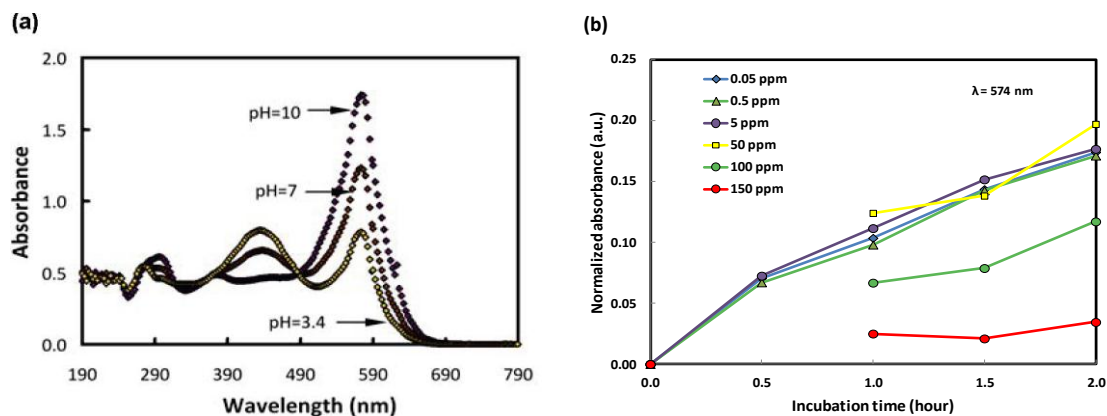 (a)
2.0
1.5
1.0
0.5
0.0
Absorbance
pH=10
pH=7
pH=3.4
190 290 390 490 590 690 790
Wavelength (nm)
(b)
0.25
0.20
0.15
0.10
0.05
0.00
Normalized absorbance (a.u.)
0.05 ppm
0.5 ppm
5 ppm
50 ppm
100 ppm
150 ppm
λ = 574 nm
0.0 0.5 1.0 1.5 2.0
Incubation time (hour)